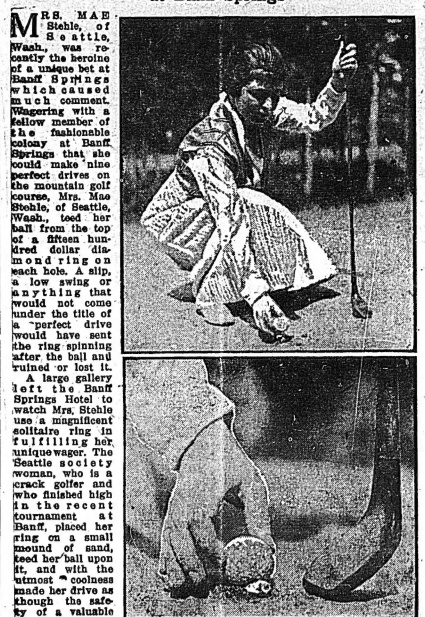 at Banff Springs
MRS. MAE
Stehle, of
Seattle,
Wash., was re-
cently the heroine
of a unique bet at
Banff Springs
which caused
much comment.
Wagering with a
fellow member of
the fashionable
colony at Banff
Springs that she
could make nine
perfect drives on
the mountain golf
course, Mrs. Mae
Stehle, of Seattle,
Wash., teed her
ball from the top
of a fifteen hun-
dred dollar dia-
mond ring on
each hole. A slip,
a low swing or
anything that
would not come
under the title of
a "perfect drive
would have sent
the ring spinning
after the ball and
ruined or lost it.
A large gallery
left the Banff
Springs Hotel to
watch Mrs. Stehle
use a magnificent
solitaire ring in
fulfilling her
unique wager. The
Seattle society
woman, who is a
crack golfer and
who finished high
in the recent
tournament at
Banff, placed her
ring on a small
mound of sand,
teed her ball upon
it, and with the
utmost coolness
made her drive as
though the safe-
ty of a valuable